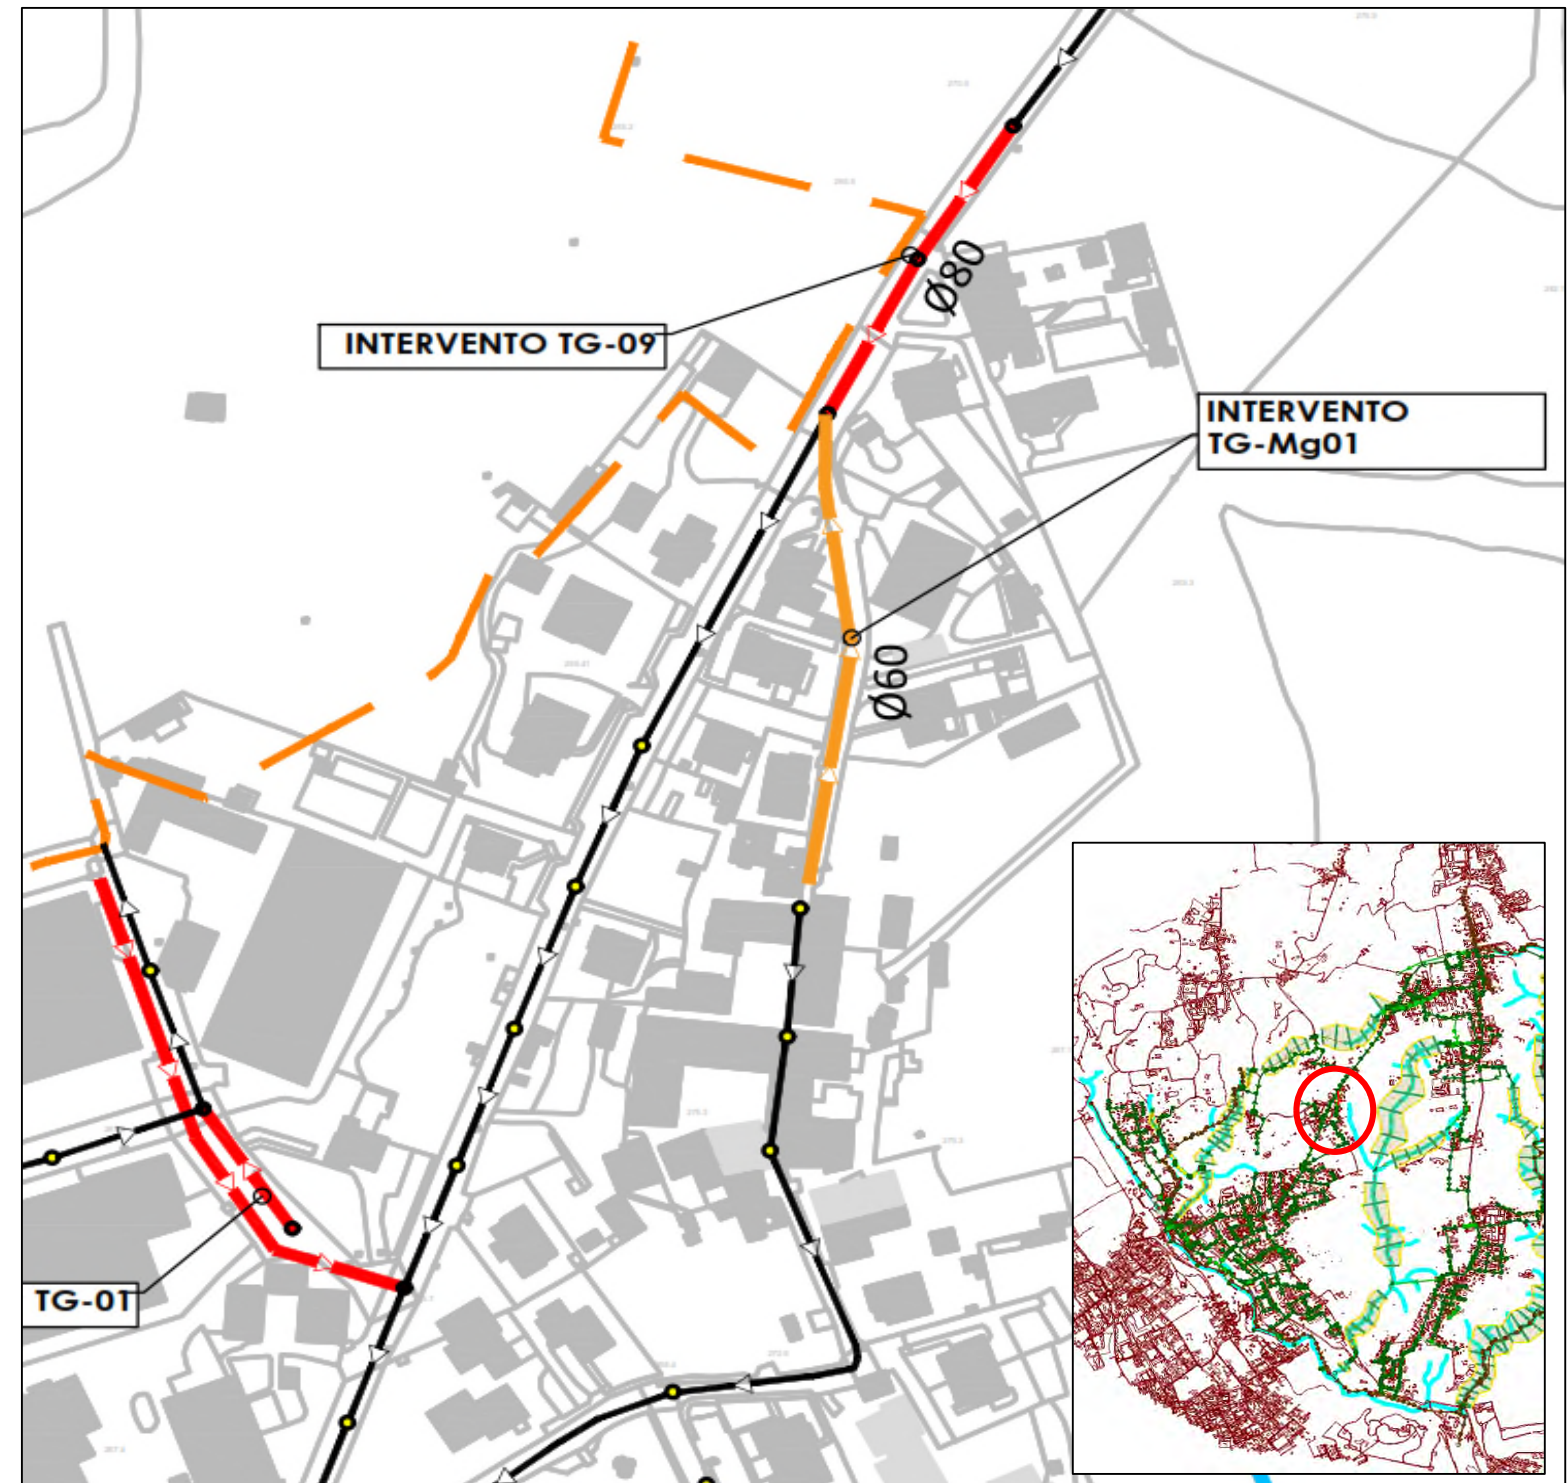 Ø80
INTERVENTO TG-09
INTERVENTO
TG-Mg01
Ø60
TG-01